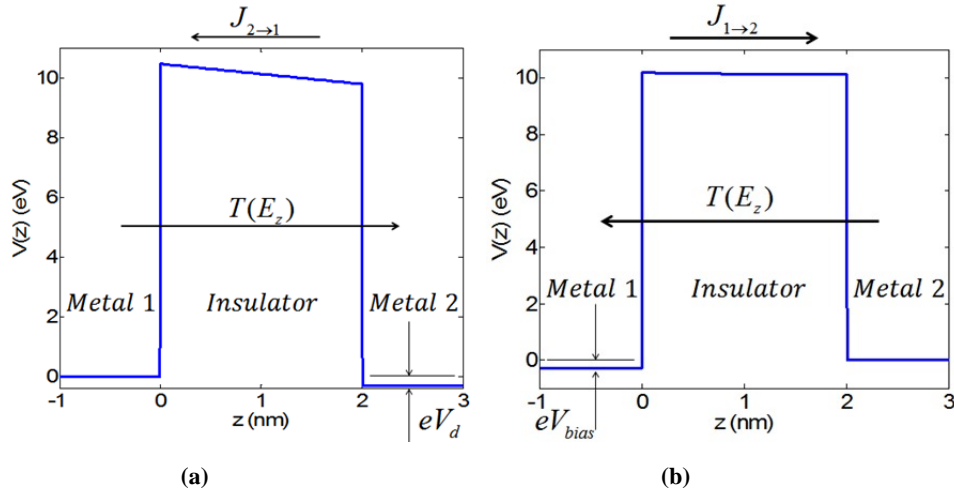 J2→1
10
8
6
4
2
0
V(z) (eV)
T(Ez)
Metal 1
Insulator
Metal 2
-1
0
1
2
3
z (nm)
eVd
(a)
J1→2
10
8
6
4
2
0
V(z) (eV)
T(Ez)
Metal 1
Insulator
Metal 2
-1
0
1
2
3
z (nm)
eVbias
(b)